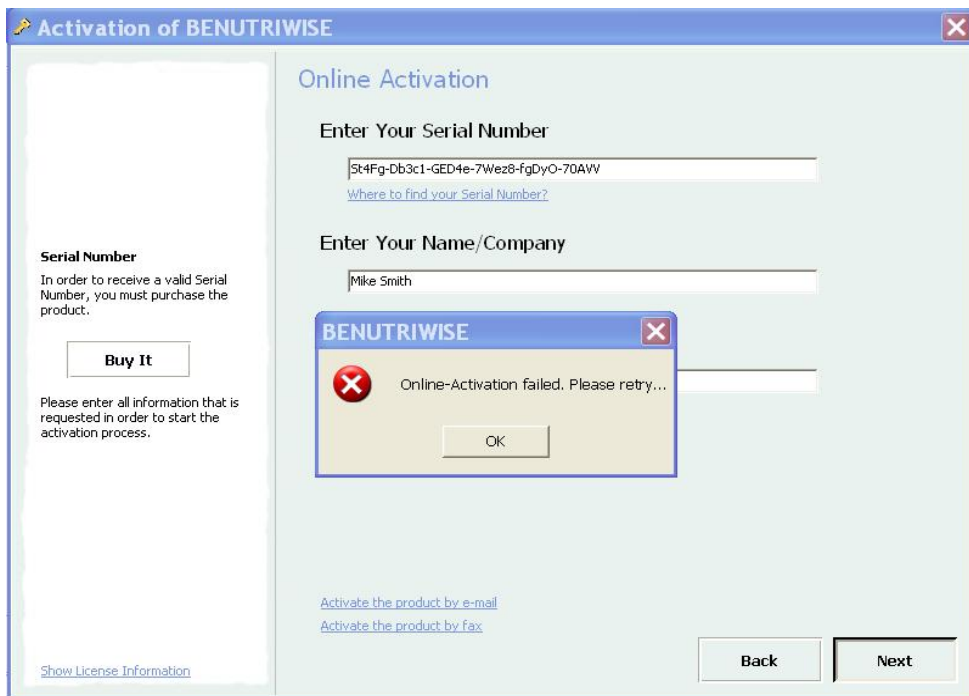 Activation of BENUTRIWISE
Online Activation
Enter Your Serial Number
St4Fg-Db3c1-GED4e-7Wez8-fgDyO-70AVV
Where to find your Serial Number?
Enter Your Name/Company
Mike Smith
Serial Number
In order to receive a valid Serial
Number, you must purchase the
product.
Buy It
Please enter all information that is
requested in order to start the
activation process.
BENUTRIWISE
Online-Activation failed. Please retry...
OK
Activate the product by e-mail
Activate the product by fax
Show License Information
Back
Next